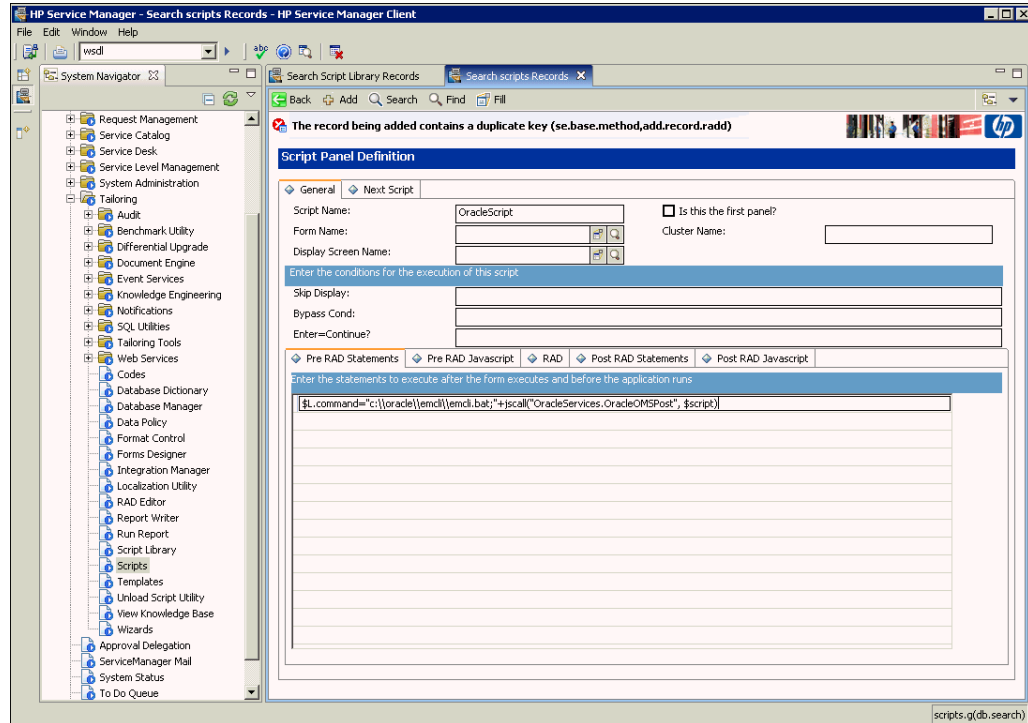 HP Service Manager - Search scripts Records - HP Service Manager Client
File Edit Window Help
wsdl
abc
System Navigator
Search Script Library Records
Search scripts Records
Back Add Search Find Fill
The record being added contains a duplicate key (se.base.method,add.record.radd)
hp
Script Panel Definition
General Next Script
Script Name: OracleScript Is this the first panel?
Form Name: Cluster Name:
Display Screen Name:
Enter the conditions for the execution of this script
Skip Display:
Bypass Cond:
Enter=Continue?
Pre RAD Statements Pre RAD Javascript RAD Post RAD Statements Post RAD Javascript
Enter the statements to execute after the form executes and before the application runs
$L.command="c:\\oracle\\emcli\\emcli.bat;"+jscall("OracleServices.OracleOMSPost", $script)
Request Management
Service Catalog
Service Desk
Service Level Management
System Administration
Tailoring
Audit
Benchmark Utility
Differential Upgrade
Document Engine
Event Services
Knowledge Engineering
Notifications
SQL Utilities
Tailoring Tools
Web Services
Codes
Database Dictionary
Database Manager
Data Policy
Format Control
Forms Designer
Integration Manager
Localization Utility
RAD Editor
Report Writer
Run Report
Script Library
Scripts
Templates
Unload Script Utility
View Knowledge Base
Wizards
Approval Delegation
ServiceManager Mail
System Status
To Do Queue
scripts.g(db.search)